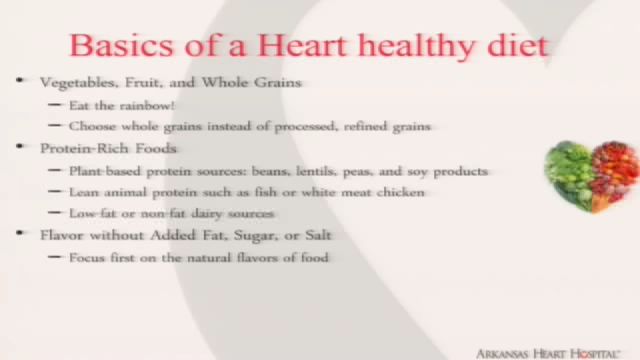 Basics of a Heart healthy diet
• Vegetables, Fruit, and Whole Grains
– Eat the rainbow!
– Choose whole grains instead of processed, refined grains
• Protein-Rich Foods
– Plant-based protein sources: beans, lentils, peas, and soy products
– Lean animal protein such as fish or white meat chicken
– Low-fat or non-fat dairy sources
• Flavor without Added Fat, Sugar, or Salt
– Focus first on the natural flavors of food
ARKANSAS HEART HOSPITAL